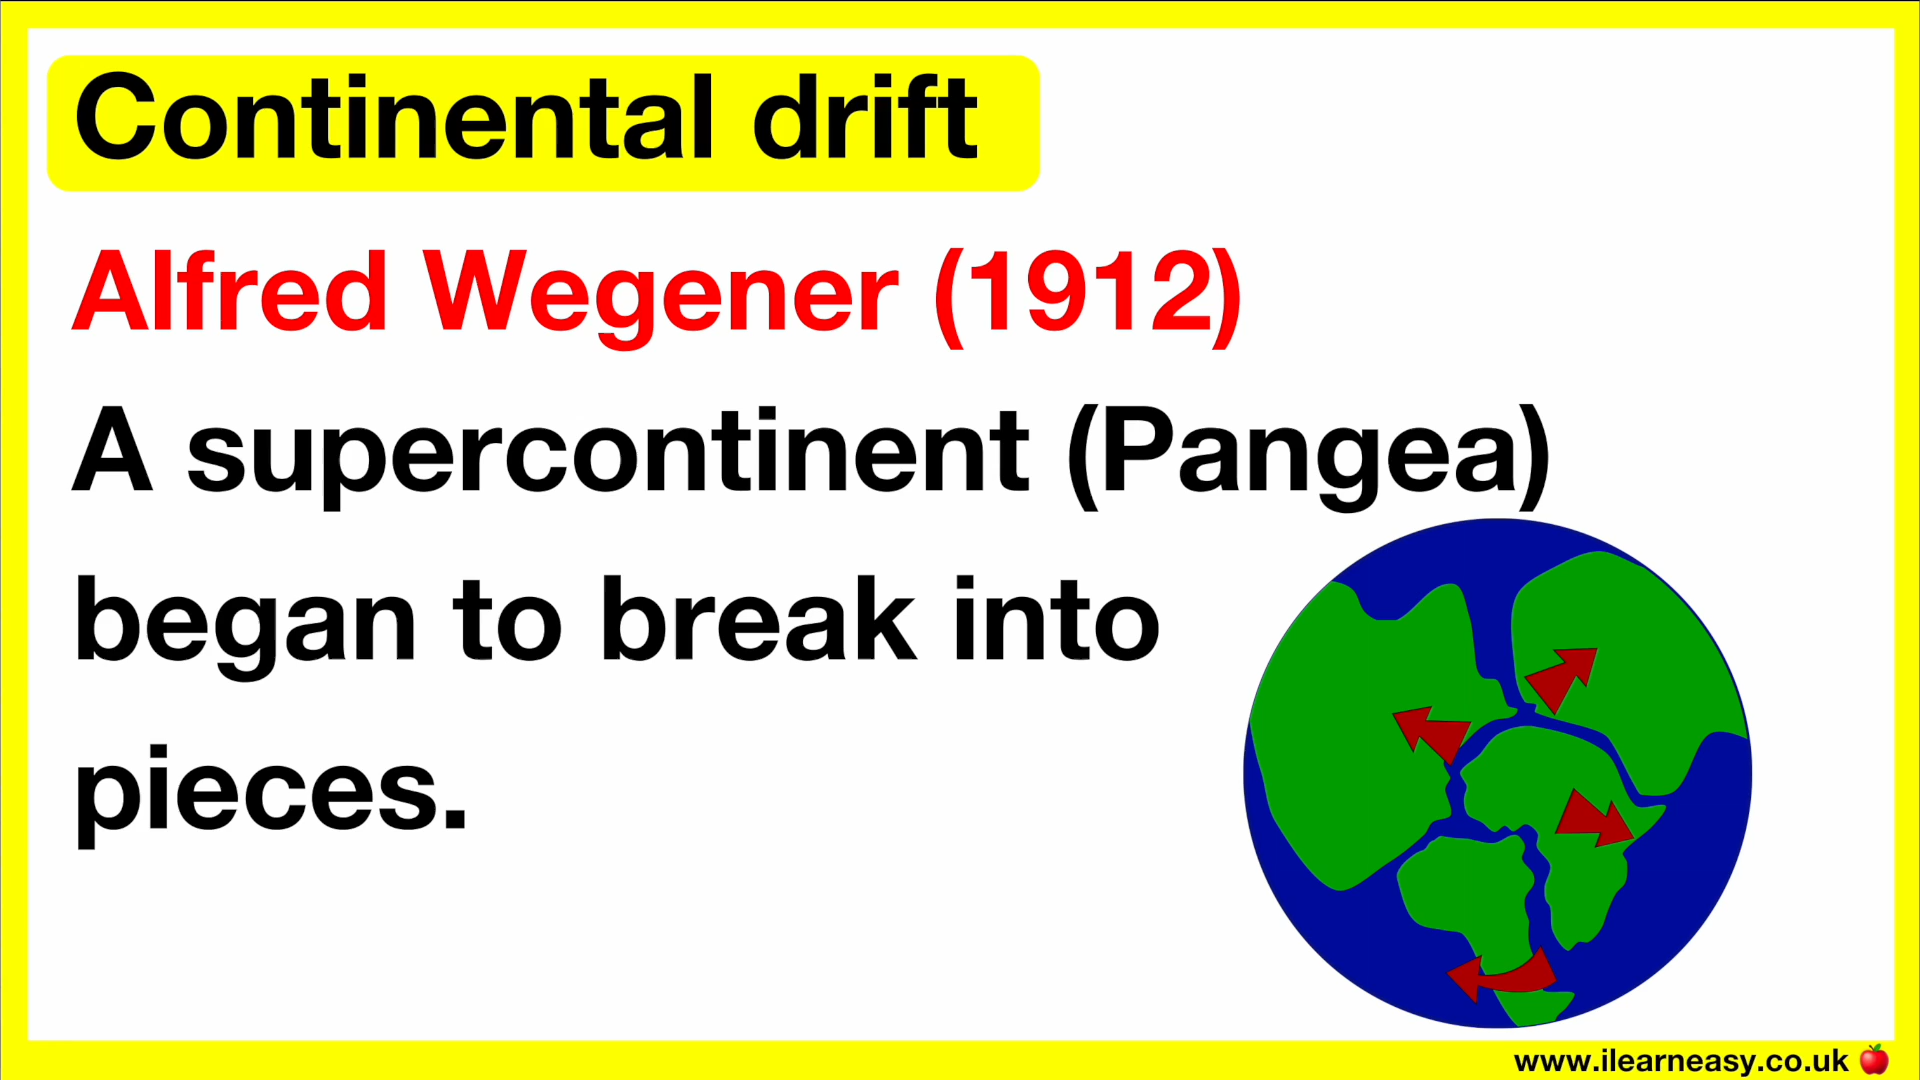 Continental drift
Alfred Wegener (1912)
A supercontinent (Pangea)
began to break into
pieces.
www.ilearneasy.co.uk